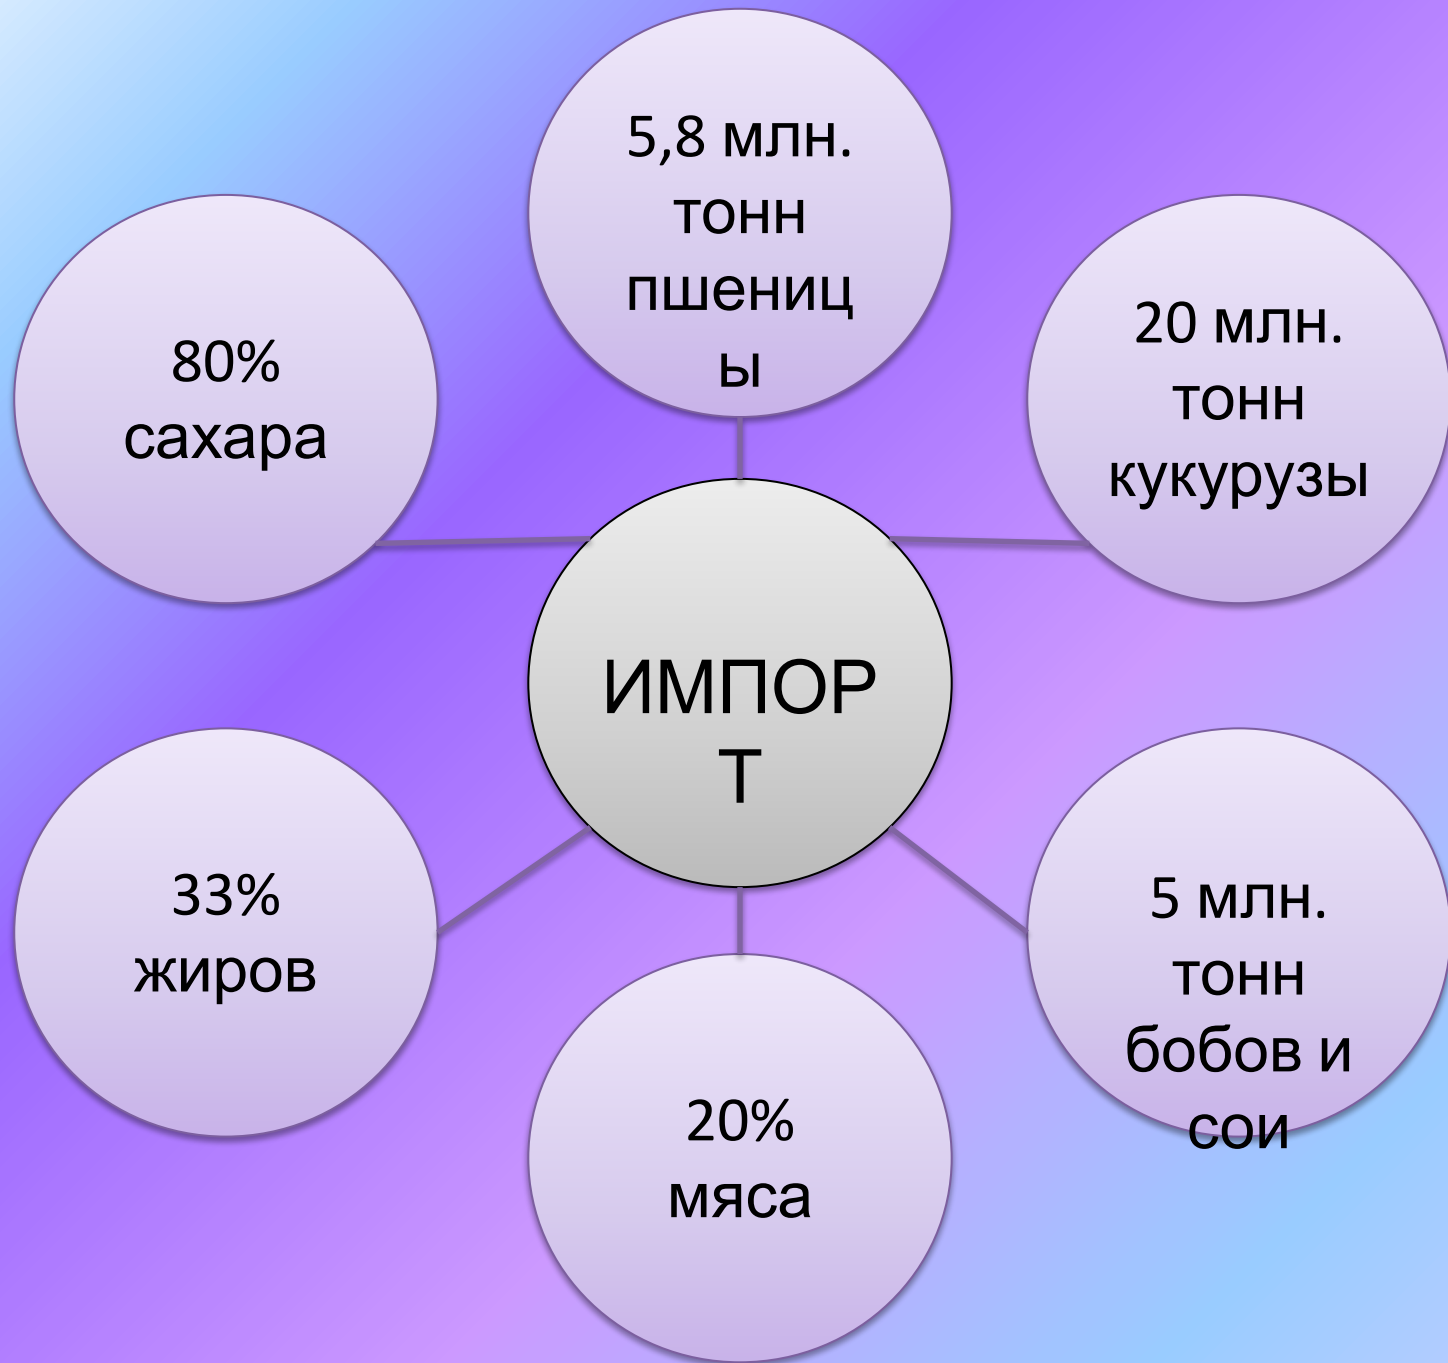 5,8 млн.
тонн
пшениц
ы
20 млн.
тонн
кукурузы
5 млн.
тонн
бобов и
сои
20%
мяса
33%
жиров
80%
сахара
ИМПОР
Т